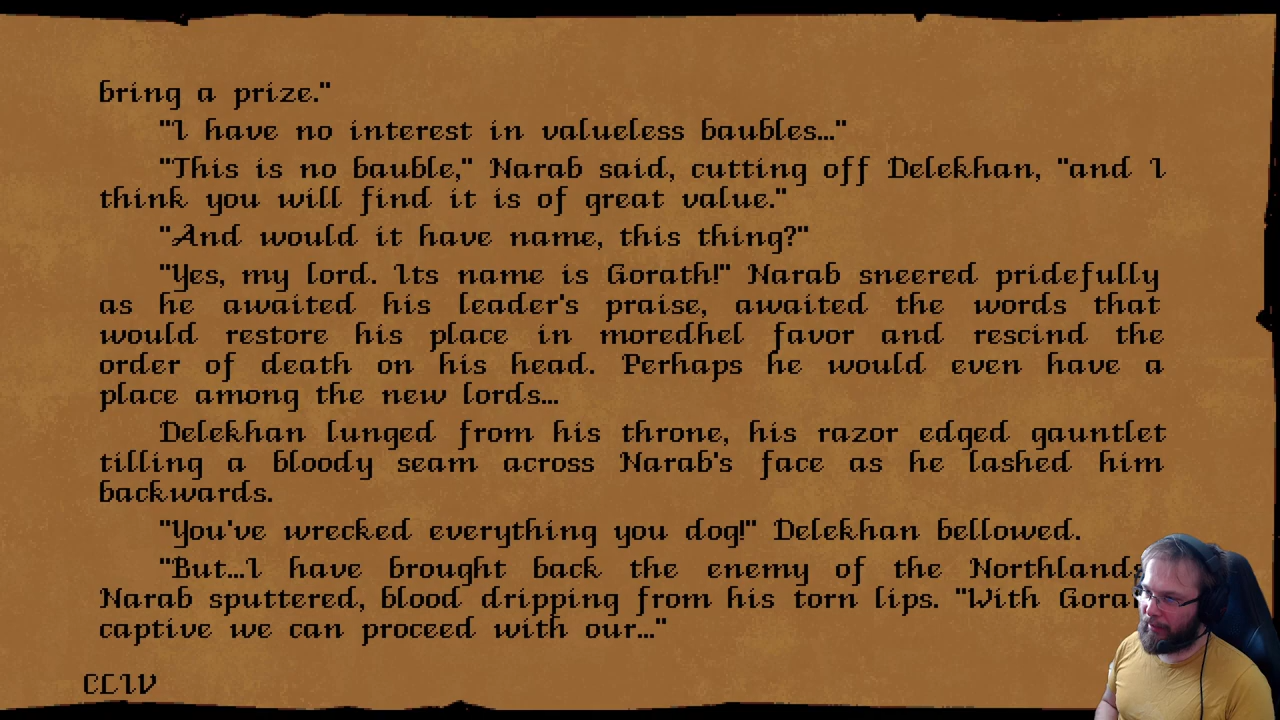 bring a prize."
"I have no interest in valueless baubles..."
"This is no bauble," Narab said, cutting off Delekhan, "and I
think you will find it is of great value."
"And would it have name, this thing?"
"Yes, my lord. Its name is Gorath!" Narab sneered pridefully
as he awaited his leader's praise, awaited the words that
would restore his place in moredhel favor and rescind the
order of death on his head. Perhaps he would even have a
place among the new lords...
Delekhan lunged from his throne, his razor edged gauntlet
tilling a bloody seam across Narab's face as he lashed him
backwards.
"You've wrecked everything you dog!" Delekhan bellowed.
"But...I have brought back the enemy of the Northlands
Narab sputtered, blood dripping from his torn lips. "With
captive we can proceed with our..."
CLIV